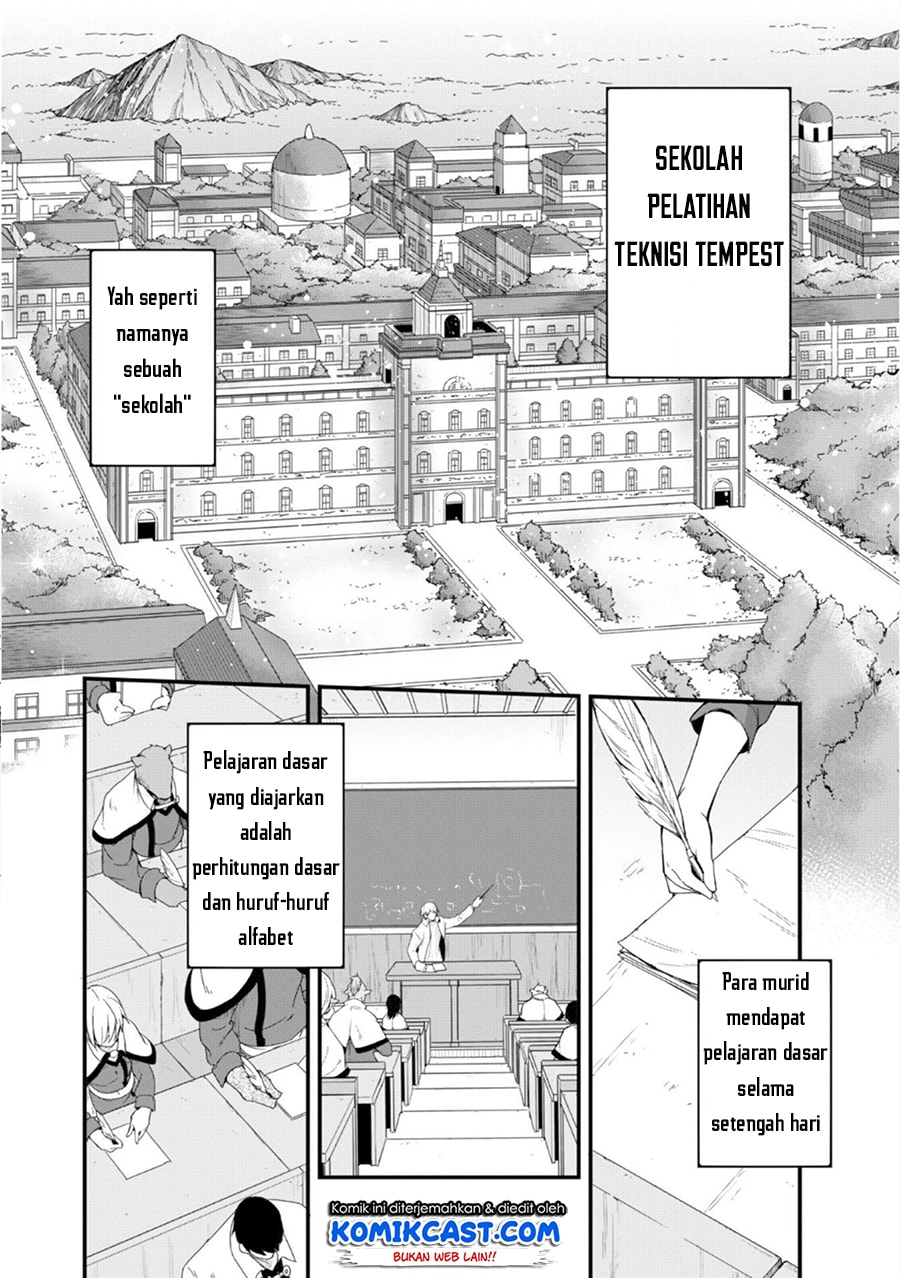 SEKOLAH
PELATIHAN
TEKNISI TEMPEST
Yah seperti
namanya
sebuah
"sekolah"
Para murid
mendapat
pelajaran dasar
selama
setengah hari
Pelajaran dasar
yang diajarkan
adalah
perhitungan dasar
dan huruf-huruf
alfabet
Komik ini diterjemahkan & diedit oleh
KOMIKCAST.COM
BUKAN WEB LAIN!!